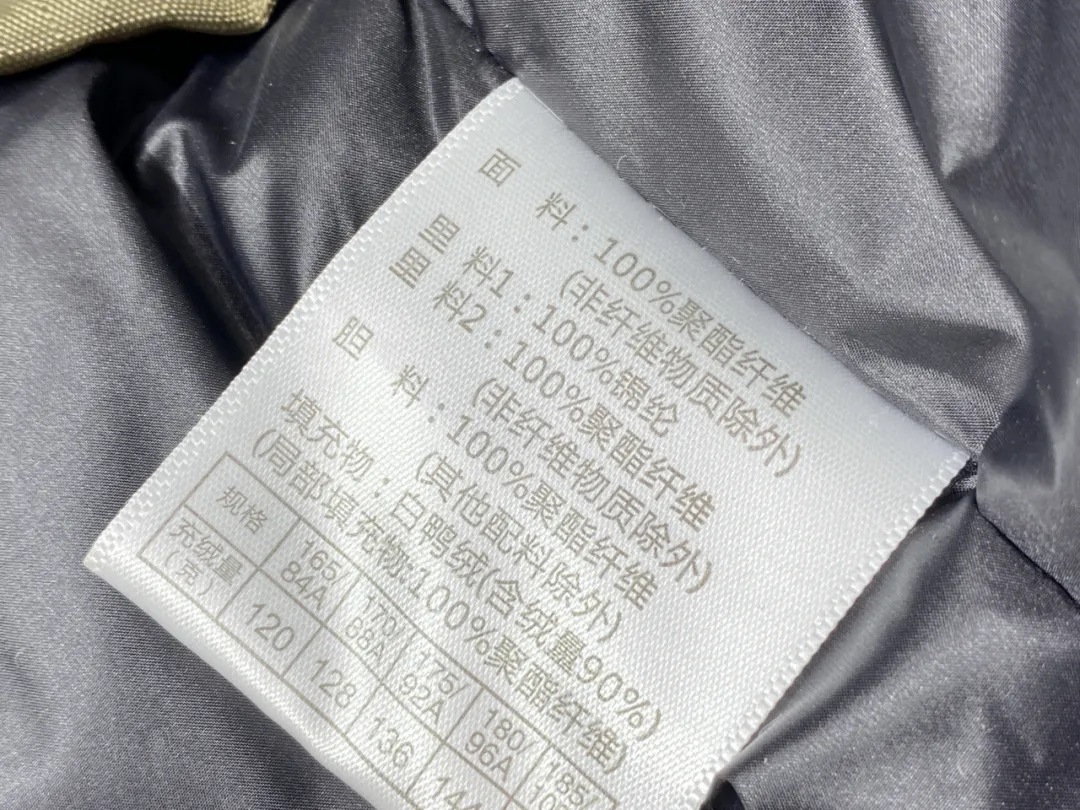 面 料:100%聚酯纤维
(非纤维物质除外)
里 料1:100%锦纶
里 料2:100%聚酯纤维
(非纤维物质除外)
胆 料:100%聚酯纤维
(其他配料除外)
填充物:白鸭绒(含绒量90%)
(局部填充物:100%聚酯纤维)
规格 165/84A 170/88A 175/92A 180/96A 185/
充绒量(克) 120 128 136 144